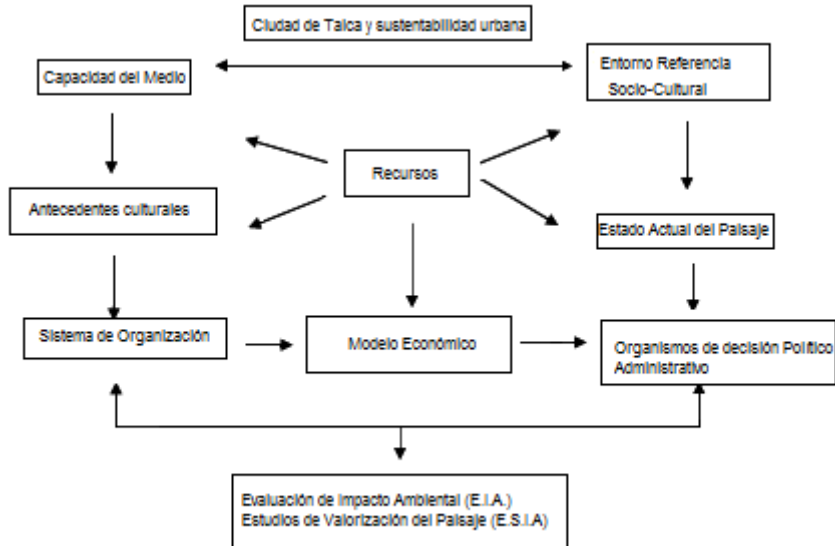 Ciudad de Talca y sustentabilidad urbana
Capacidad del Medio
Entorno Referencia
Socio-Cultural
Recursos
Antecedentes culturales
Estado Actual del Paisaje
Sistema de Organización
Modelo Económico
Organismos de decisión Político
Administrativo
Evaluación de Impacto Ambiental (E.I.A.)
Estudios de Valorización del Paisaje (E.S.I.A)